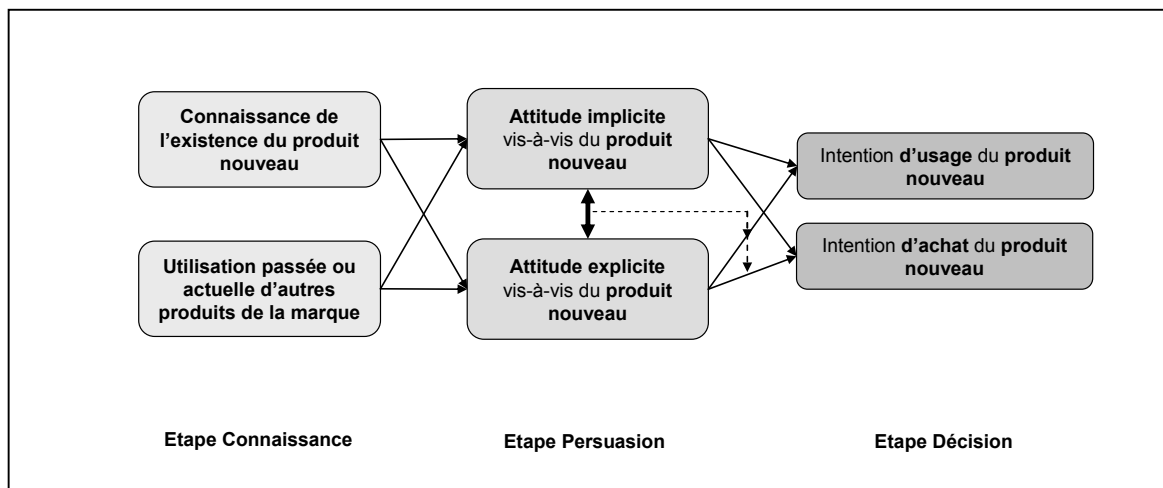 Connaissance de
l'existence du produit
nouveau
Utilisation passée ou
actuelle d'autres
produits de la marque
Attitude implicite
vis-à-vis du produit
nouveau
Attitude explicite
vis-à-vis du produit
nouveau
Intention d'usage du produit
nouveau
Intention d'achat du produit
nouveau
Etape Connaissance
Etape Persuasion
Etape Décision